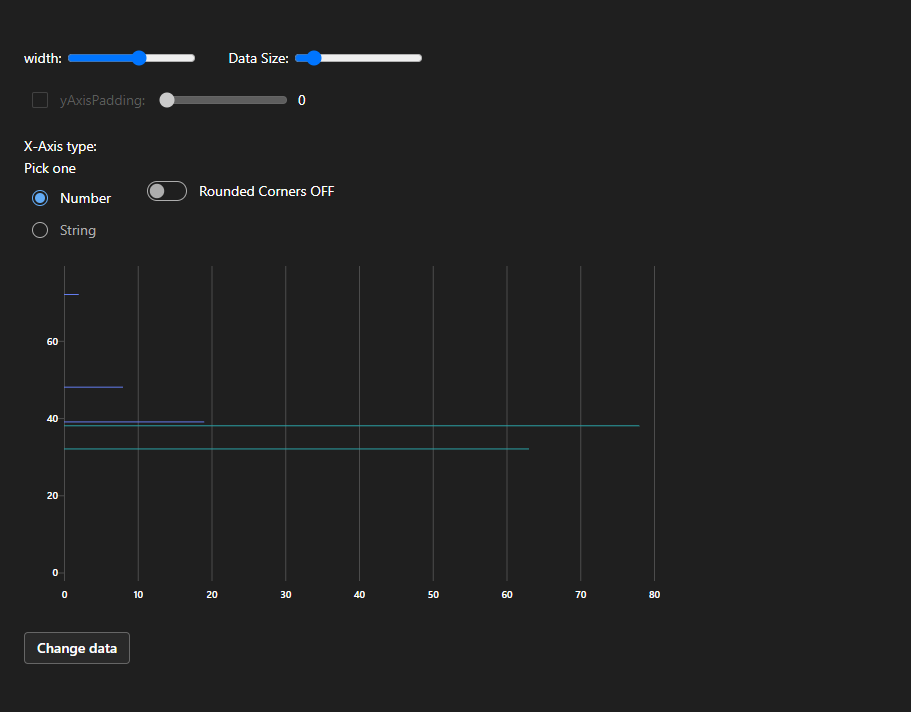 width: Data Size:
yAxisPadding: 0
X-Axis type:
Pick one
Number
Rounded Corners OFF
String
60
40
20
0
0 10 20 30 40 50 60 70 80
Change data